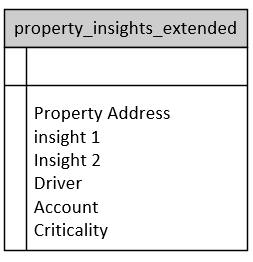 property_insights_extended
Property Address
insight 1
Insight 2
Driver
Account
Criticality